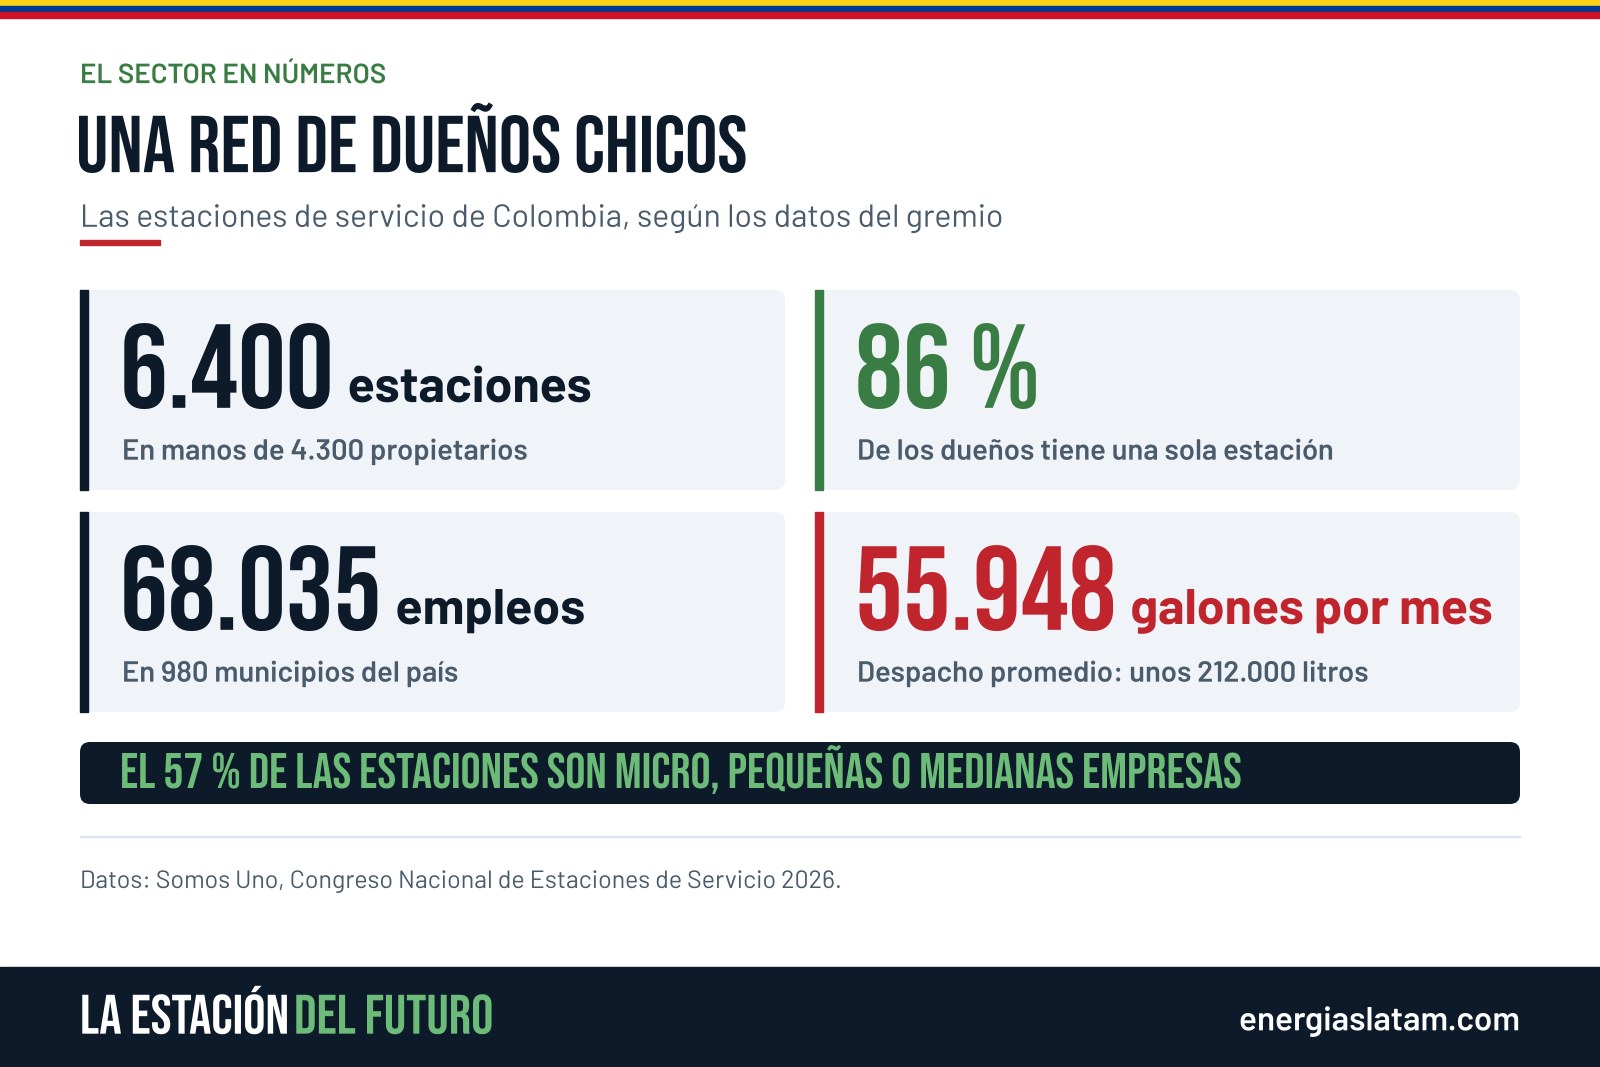 EL SECTOR EN NÚMEROS
UNA RED DE DUEÑOS CHICOS
Las estaciones de servicio de Colombia, según los datos del gremio
6.400 estaciones
En manos de 4.300 propietarios
86 %
De los dueños tiene una sola estación
68.035 empleos
En 980 municipios del país
55.948 galones por mes
Despacho promedio: unos 212.000 litros
EL 57 % DE LAS ESTACIONES SON MICRO, PEQUEÑAS O MEDIANAS EMPRESAS
Datos: Somos Uno, Congreso Nacional de Estaciones de Servicio 2026.
LA ESTACIÓN DEL FUTURO
energiaslatam.com